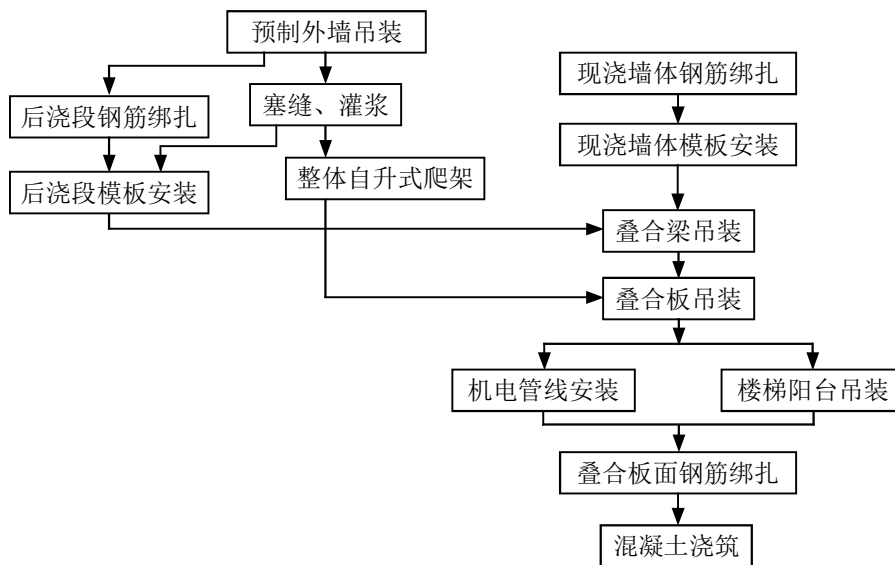 预制外墙吊装
现浇墙体钢筋绑扎
后浇段钢筋绑扎
塞缝、灌浆
现浇墙体模板安装
后浇段模板安装
整体自升式爬架
叠合梁吊装
叠合板吊装
机电管线安装
楼梯阳台吊装
叠合板面钢筋绑扎
混凝土浇筑